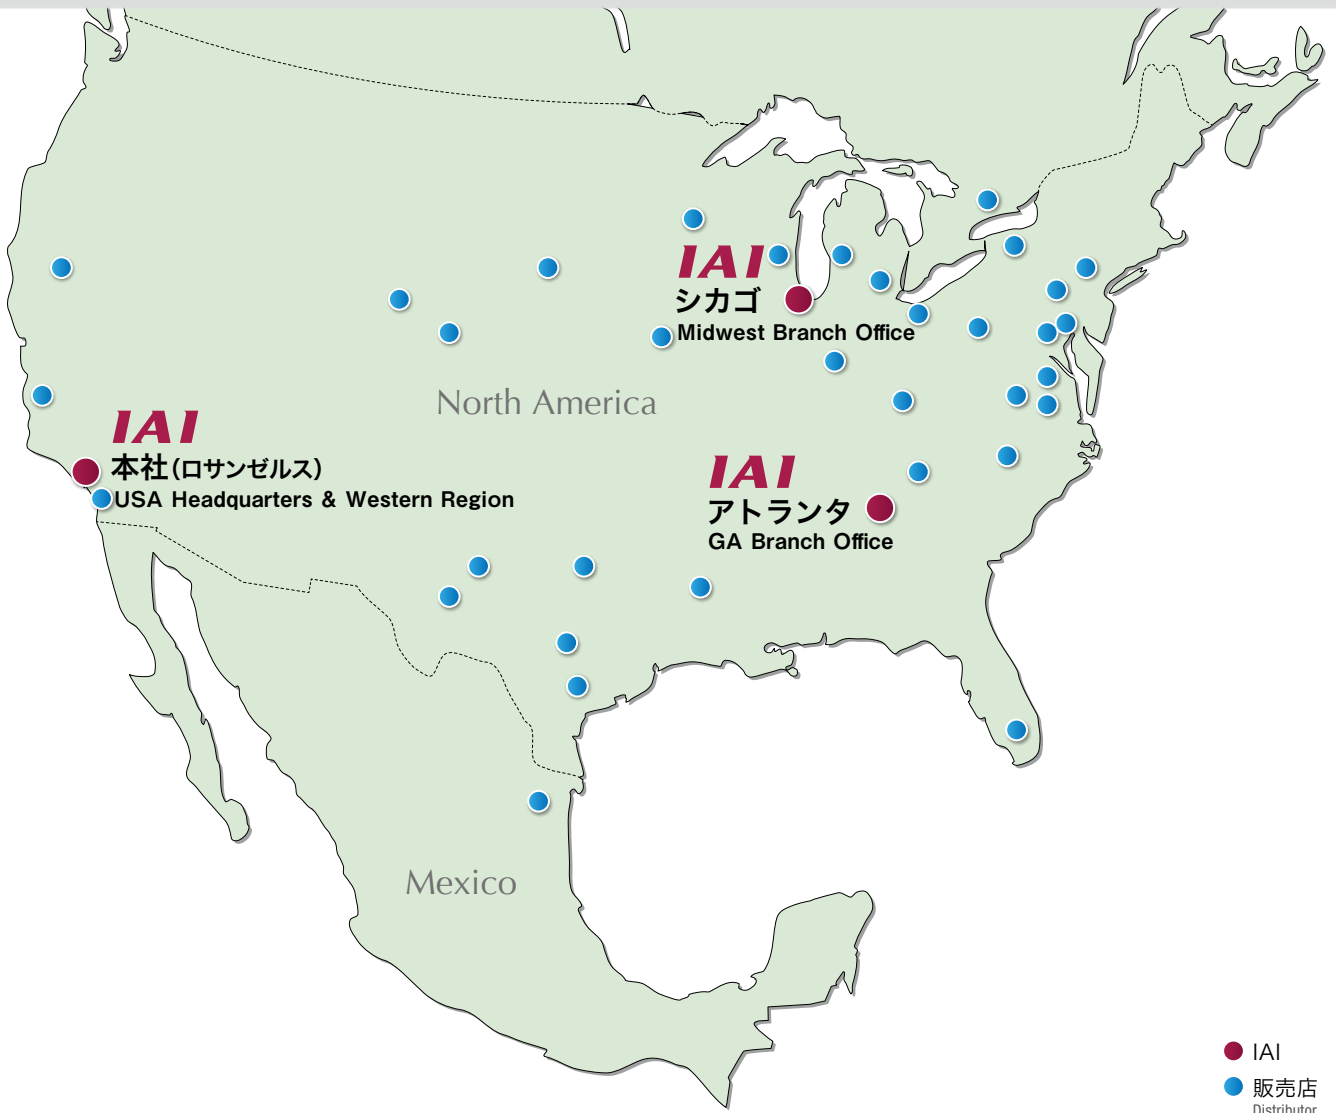 IAI
シカゴ
Midwest Branch Office
North America
IAI
本社(ロサンゼルス)
USA Headquarters & Western Region
IAI
アトランタ
GA Branch Office
Mexico
IAI
販売店
Distributor